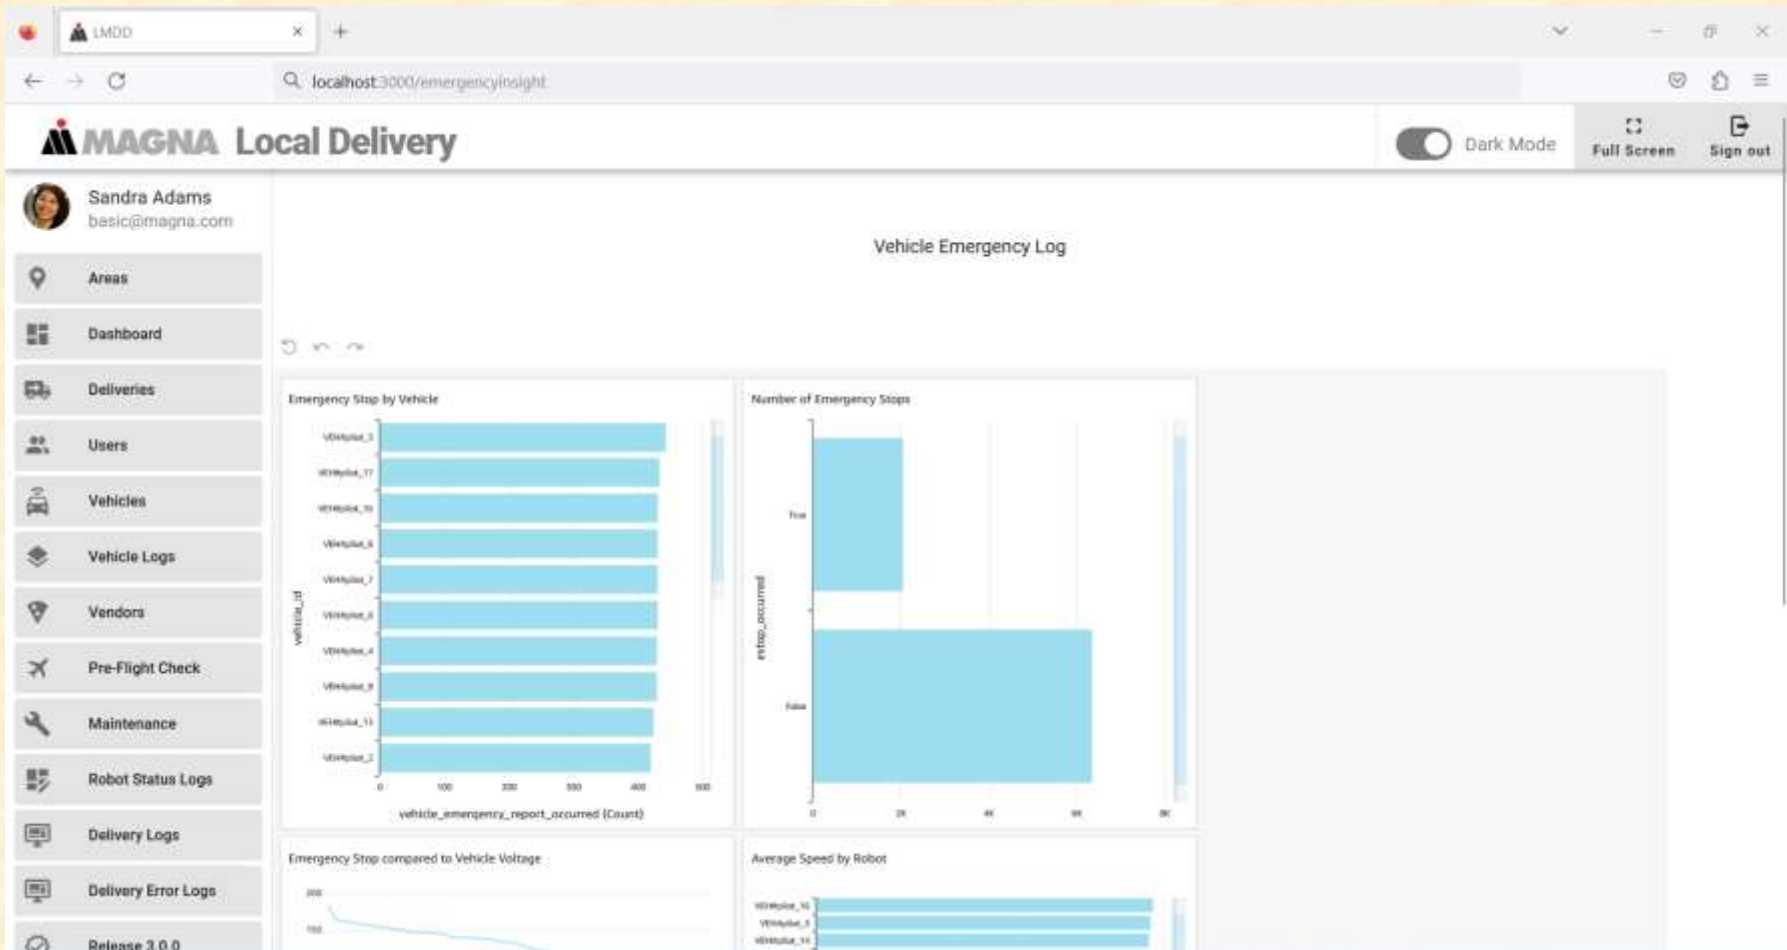 LMDD
localhost:3000/emergencyinsight
MAGNA Local Delivery
Dark Mode
Full Screen
Sign out
Sandra Adams
basic@magna.com
Areas
Dashboard
Deliveries
Users
Vehicles
Vehicle Logs
Vendors
Pre-Flight Check
Maintenance
Robot Status Logs
Delivery Logs
Delivery Error Logs
Release 3.0.0
Vehicle Emergency Log
Emergency Stop by Vehicle
vehicle_id
0 100 200 300 400 500
vehicle_emergency_report_occurred (Count)
Number of Emergency Stops
estop_occurred
True
False
0 2K 4K 6K 8K
Emergency Stop compared to Vehicle Voltage
200
150
Average Speed by Robot